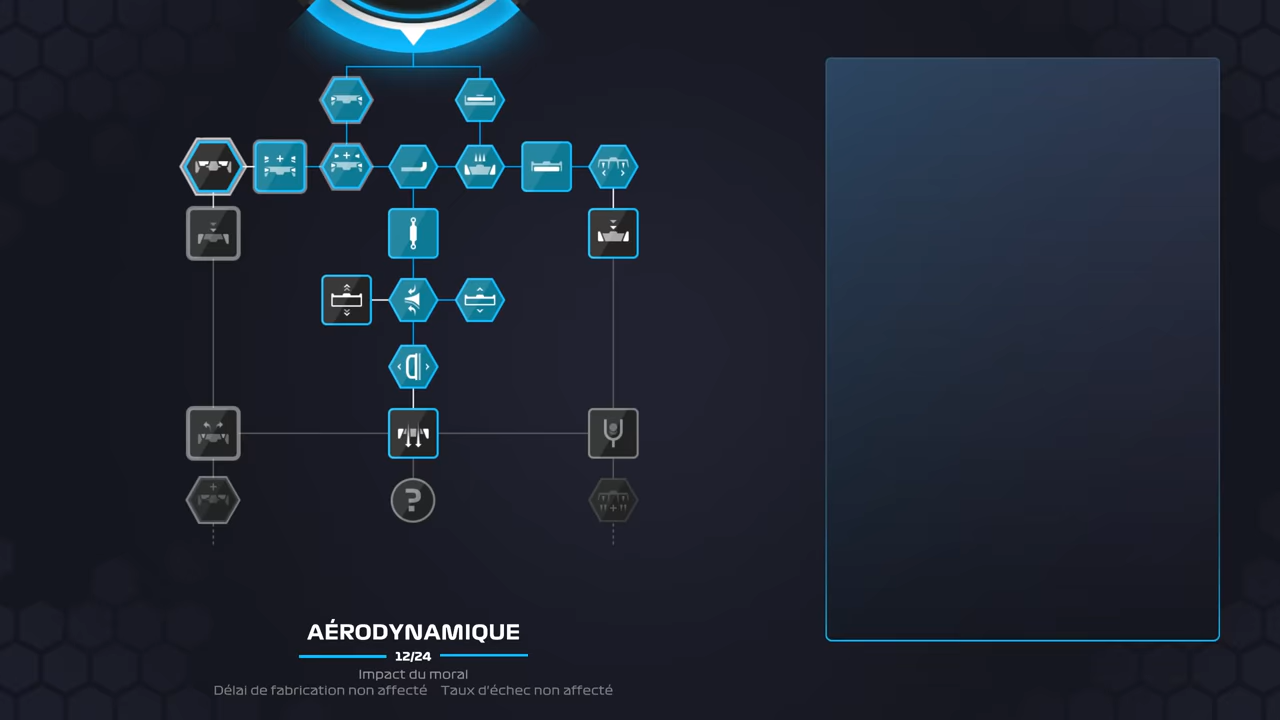 ?
AÉRODYNAMIQUE
12/24
Impact du moral
Délai de fabrication non affecté Taux d'échec non affecté